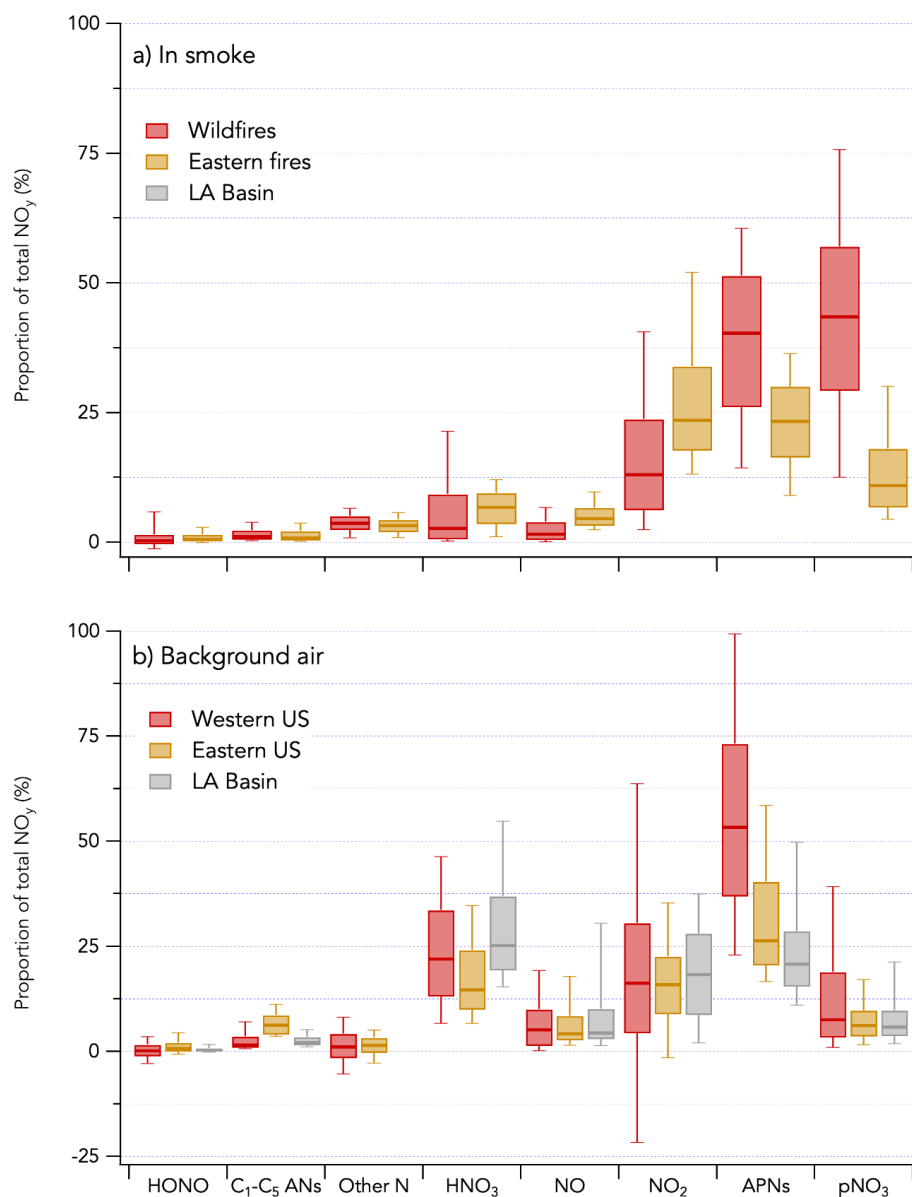 100
a) In smoke
Wildfires
Eastern fires
LA Basin
75
50
25
0
Proportion of total NOy (%)
100
b) Background air
Western US
Eastern US
LA Basin
75
50
25
0
-25
Proportion of total NOy (%)
HONO C1-C5 ANs Other N HNO3 NO NO2 APNs pNO3